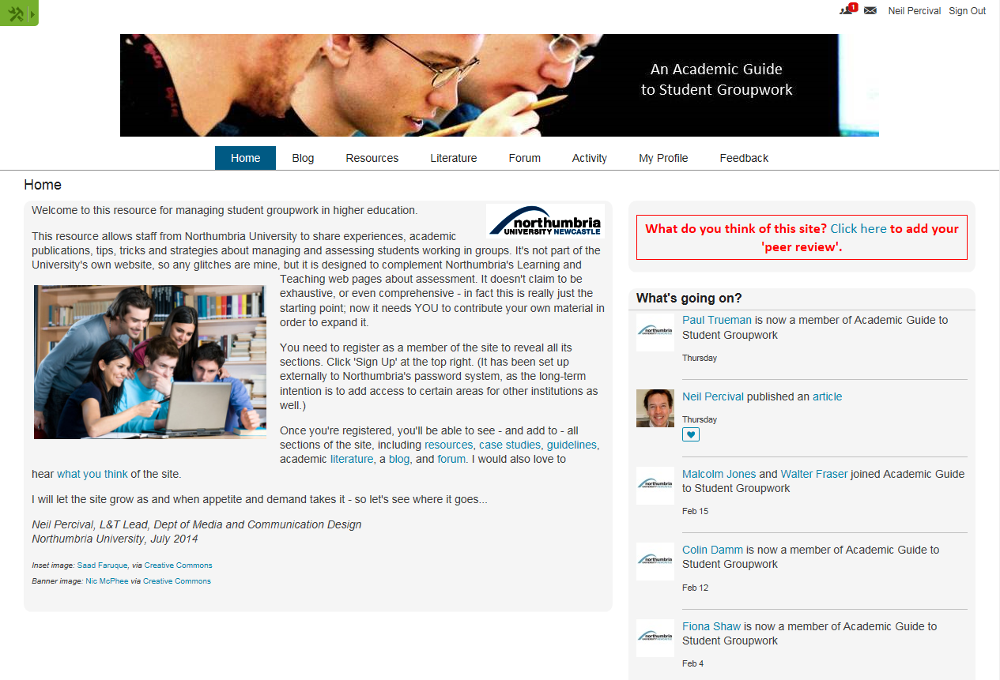 1 Neil Percival Sign Out
An Academic Guide
to Student Groupwork
Home Blog Resources Literature Forum Activity My Profile Feedback
Home
Welcome to this resource for managing student groupwork in higher education.
northumbria
UNIVERSITY NEWCASTLE
This resource allows staff from Northumbria University to share experiences, academic
publications, tips, tricks and strategies about managing and assessing students working in groups. It's not part of the
University's own website, so any glitches are mine, but it is designed to complement Northumbria's Learning and
Teaching web pages about assessment. It doesn't claim to be
exhaustive, or even comprehensive - in fact this is really just the
starting point; now it needs YOU to contribute your own material in
order to expand it.
You need to register as a member of the site to reveal all its
sections. Click 'Sign Up' at the top right. (It has been set up
externally to Northumbria's password system, as the long-term
intention is to add access to certain areas for other institutions as
well.)
Once you're registered, you'll be able to see - and add to - all
sections of the site, including resources, case studies, guidelines,
academic literature, a blog, and forum. I would also love to
hear what you think of the site.
I will let the site grow as and when appetite and demand takes it - so let's see where it goes...
Neil Percival, L&T Lead, Dept of Media and Communication Design
Northumbria University, July 2014
Inset image: Saad Faruque, via Creative Commons
Banner image: Nic McPhee via Creative Commons
What do you think of this site? Click here to add your
'peer review'.
What's going on?
northumbria
UNIVERSITY NEWCASTLE
Paul Trueman is now a member of Academic Guide to
Student Groupwork
Thursday
Neil Percival published an article
Thursday
northumbria
UNIVERSITY NEWCASTLE
Malcolm Jones and Walter Fraser joined Academic Guide
to Student Groupwork
Feb 15
northumbria
UNIVERSITY NEWCASTLE
Colin Damm is now a member of Academic Guide to
Student Groupwork
Feb 12
northumbria
UNIVERSITY NEWCASTLE
Fiona Shaw is now a member of Academic Guide to
Student Groupwork
Feb 4